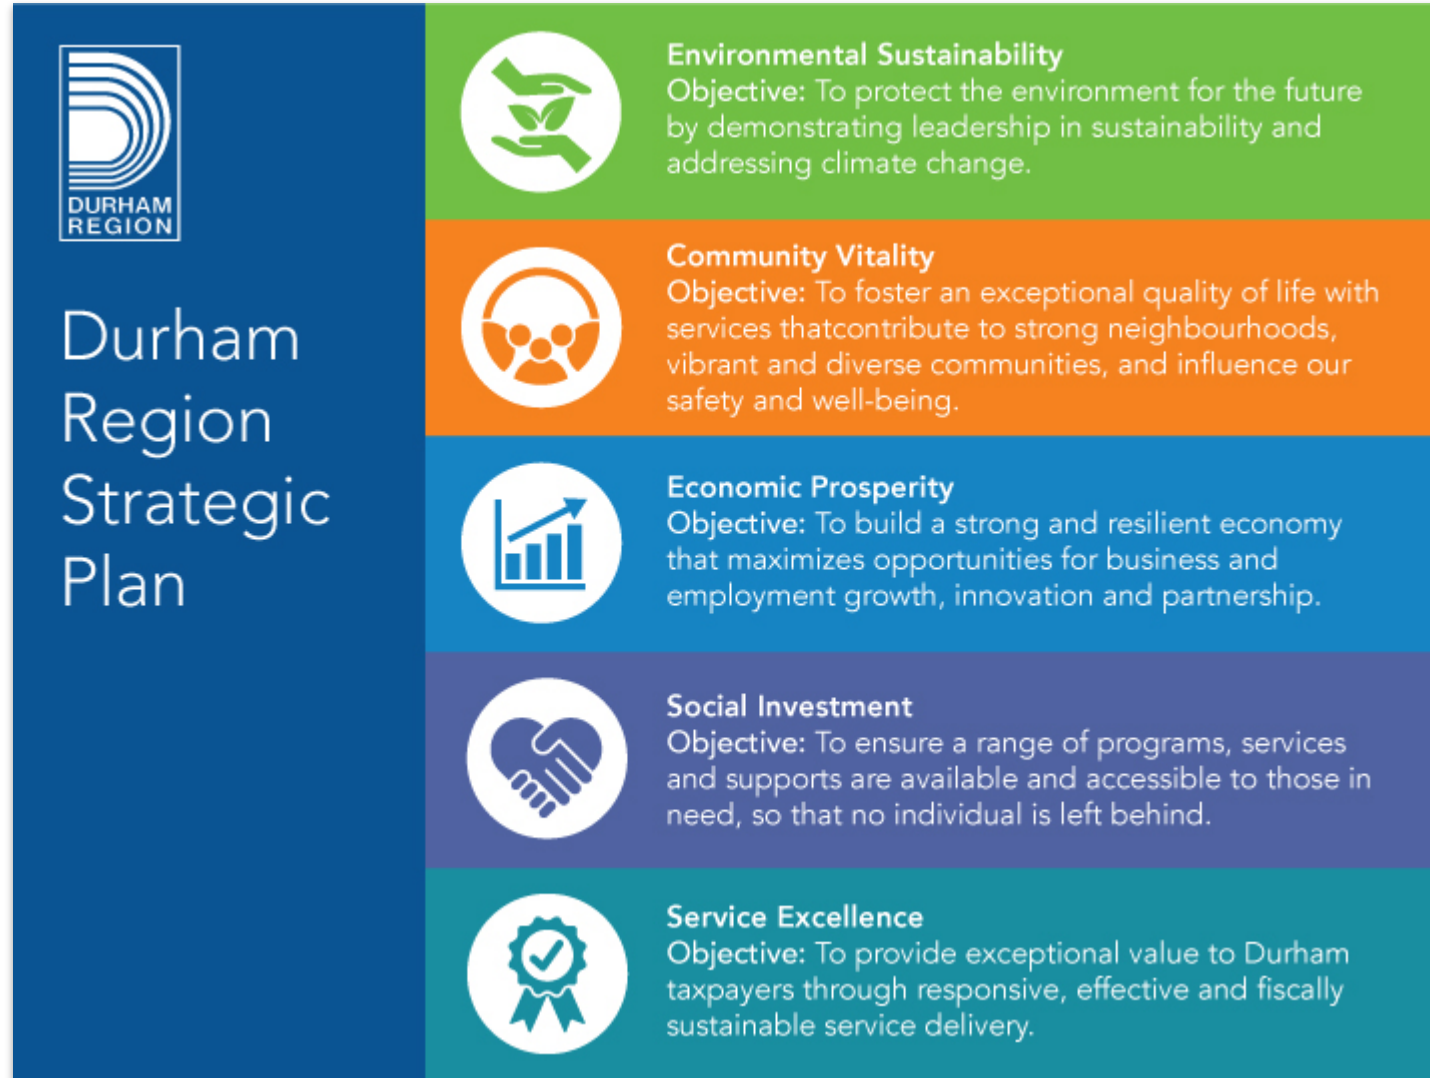 DURHAM
REGION
Durham
Region
Strategic
Plan
Environmental Sustainability
Objective: To protect the environment for the future
by demonstrating leadership in sustainability and
addressing climate change.
Community Vitality
Objective: To foster an exceptional quality of life with
services thatcontribute to strong neighbourhoods,
vibrant and diverse communities, and influence our
safety and well-being.
Economic Prosperity
Objective: To build a strong and resilient economy
that maximizes opportunities for business and
employment growth, innovation and partnership.
Social Investment
Objective: To ensure a range of programs, services
and supports are available and accessible to those in
need, so that no individual is left behind.
Service Excellence
Objective: To provide exceptional value to Durham
taxpayers through responsive, effective and fiscally
sustainable service delivery.